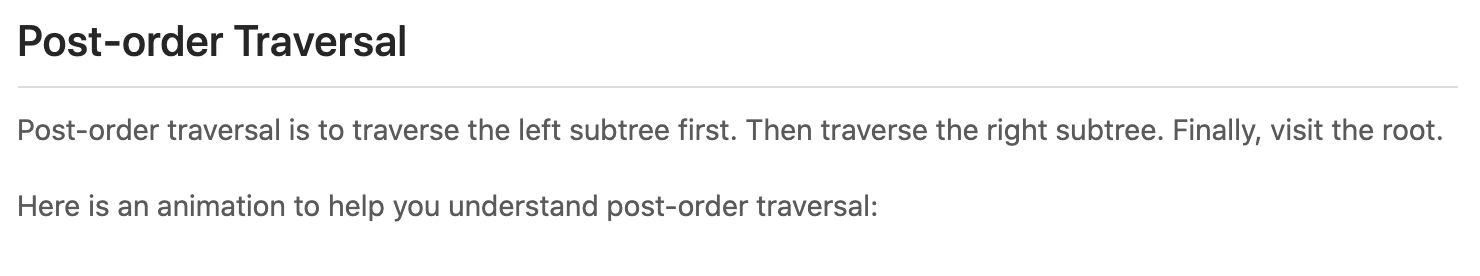 Post-order Traversal
Post-order traversal is to traverse the left subtree first. Then traverse the right subtree. Finally, visit the root.
Here is an animation to help you understand post-order traversal: